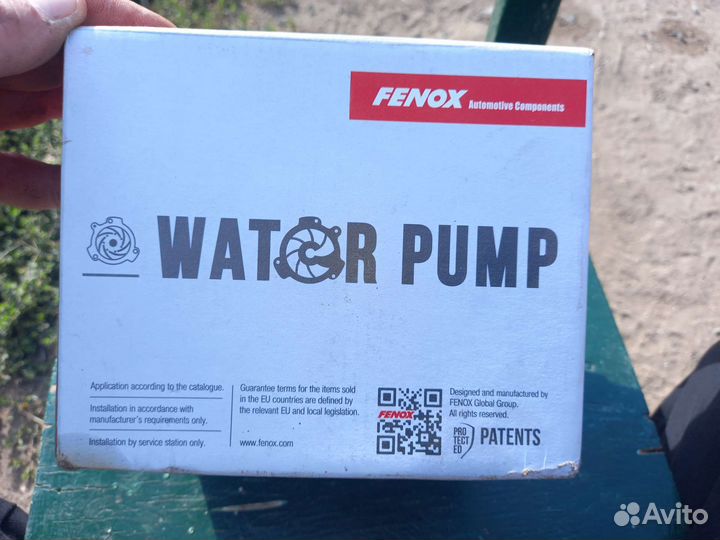 FENOX Automotive Components
WATER PUMP
Application according to the catalogue.
Installation in accordance with
manufacturer's requirements only.
Installation by service station only.
Guarantee terms for the items sold
in the EU countries are defined by
the relevant EU and local legislation.
www.fenox.com
FENOX
Designed and manufactured by
FENOX Global Group.
All rights reserved.
PRO
TECT
ED
PATENTS
Avito